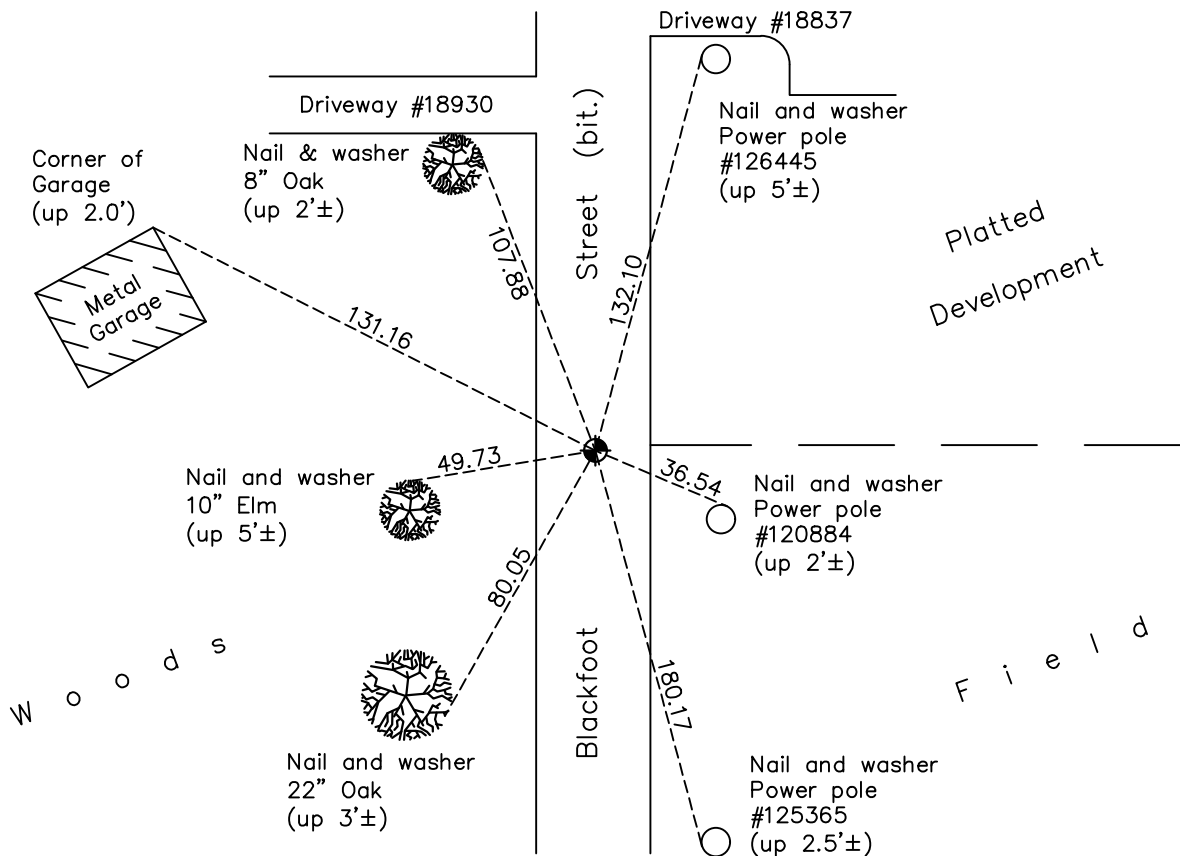 Driveway #18837
Driveway #18930
Street (bit.)
Nail and washer
Power pole
#126445
(up 5'±)
Corner of
Garage
(up 2.0')
Nail & washer
8" Oak
(up 2'±)
Metal
Garage
107.88
132.10
131.16
Platted
Development
49.73
36.54
Nail and washer
10" Elm
(up 5'±)
Nail and washer
Power pole
#120884
(up 2'±)
80.05
Woods
Blackfoot
180.17
Field
Nail and washer
22" Oak
(up 3'±)
Nail and washer
Power pole
#125365
(up 2.5'±)